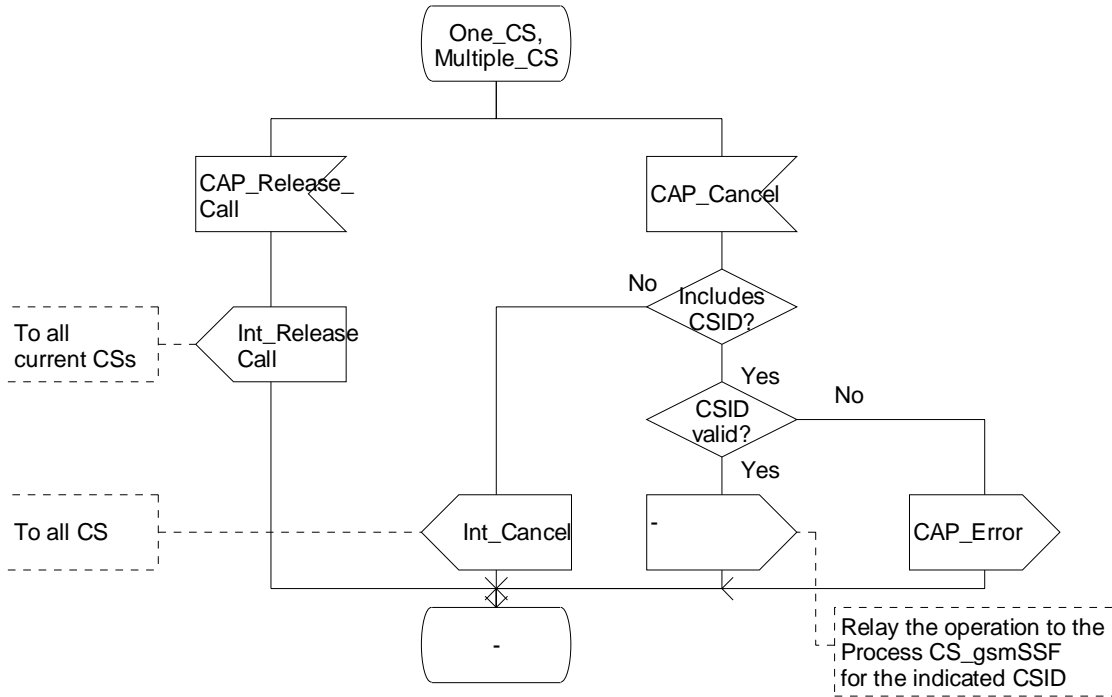 One_CS,
Multiple_CS
CAP_Release_
Call
CAP_Cancel
No
Includes
CSID?
To all
current CSs
Int_Release
Call
Yes
No
CSID
valid?
Yes
To all CS
Int_Cancel
-
CAP_Error
-
Relay the operation to the
Process CS_gsmSSF
for the indicated CSID